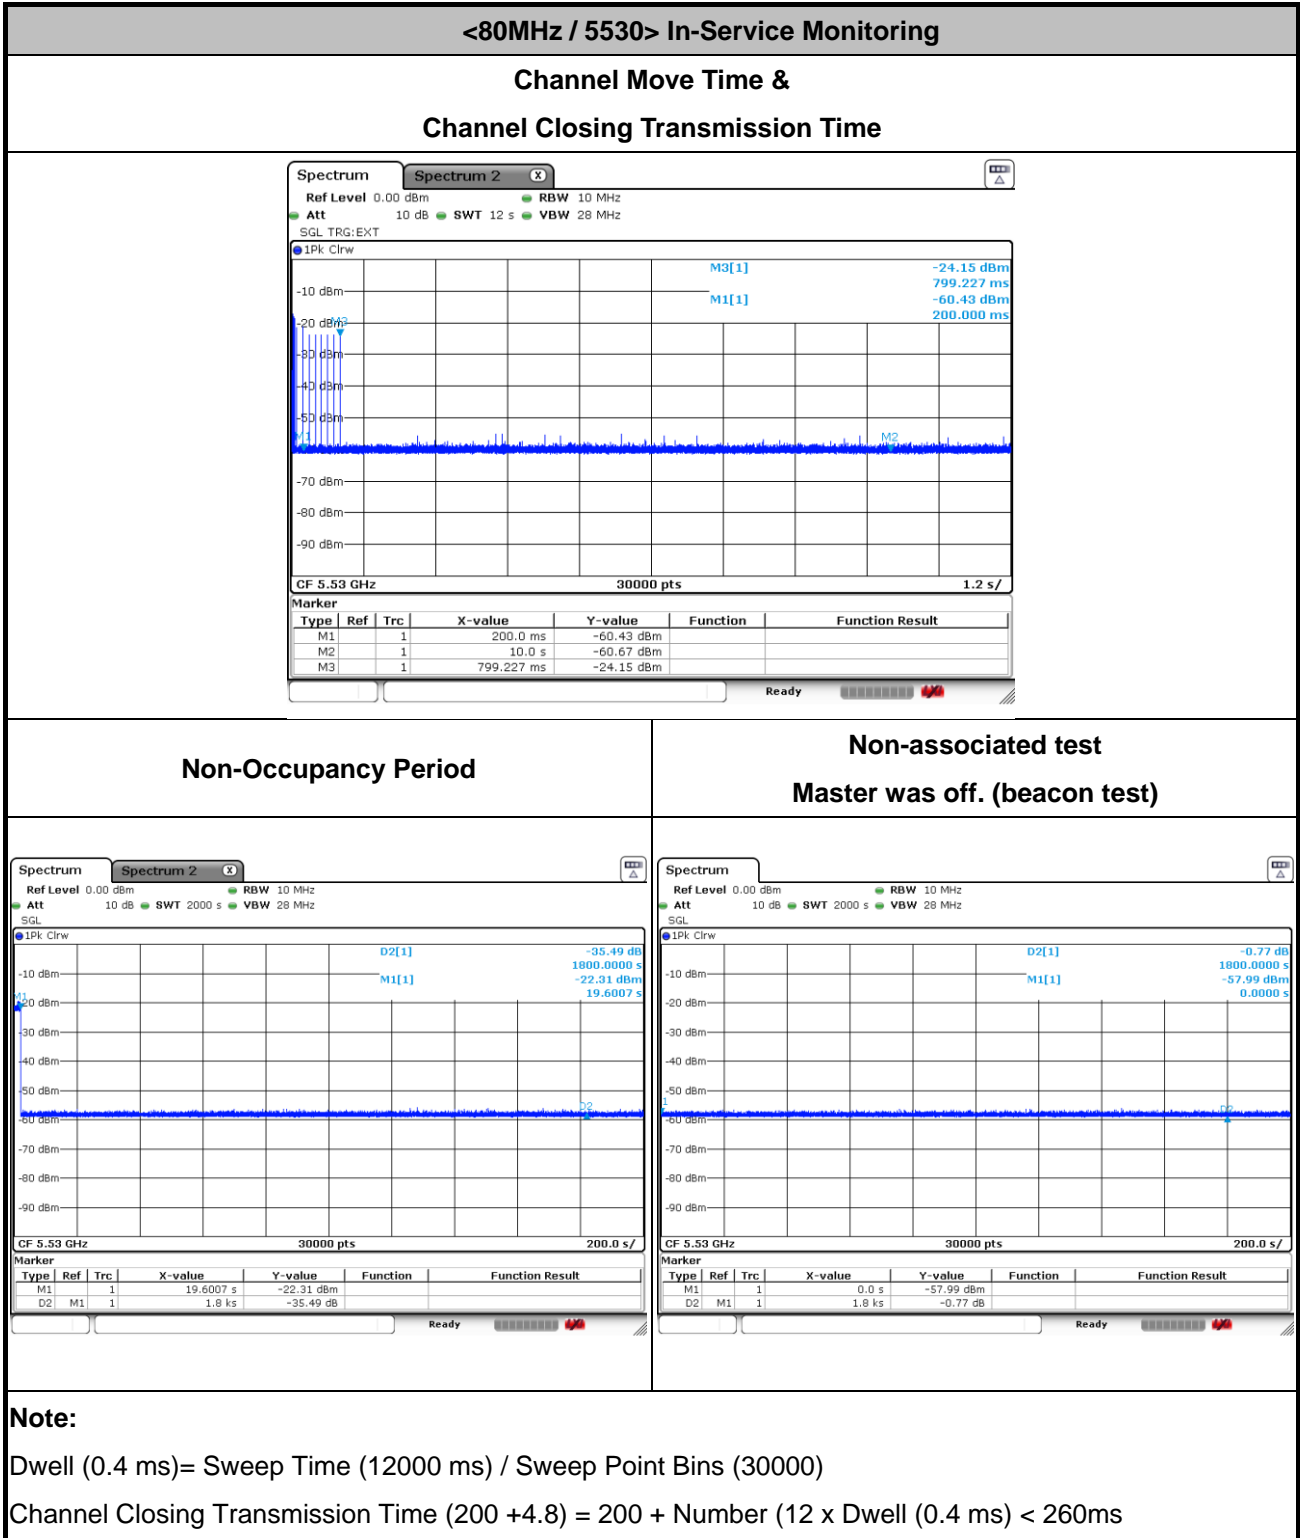 <80MHz / 5530> In-Service Monitoring
Channel Move Time &
Channel Closing Transmission Time
Spectrum Spectrum 2 X
Ref Level 0.00 dBm RBW 10 MHz
Att 10 dB SWT 12 s VBW 28 MHz
SGL TRG:EXT
1Pk Clrw
M3[1] -24.15 dBm
799.227 ms
-10 dBm
M1[1] -60.43 dBm
200.000 ms
-20 dBm M3
-30 dBm
-40 dBm
-50 dBm
M1 M2
-70 dBm
-80 dBm
-90 dBm
CF 5.53 GHz 30000 pts 1.2 s/
Marker
Type Ref Trc X-value Y-value Function Function Result
M1 1 200.0 ms -60.43 dBm
M2 1 10.0 s -60.67 dBm
M3 1 799.227 ms -24.15 dBm
Ready
Non-Occupancy Period
Non-associated test
Master was off. (beacon test)
Spectrum Spectrum 2 X
Ref Level 0.00 dBm RBW 10 MHz
Att 10 dB SWT 2000 s VBW 28 MHz
SGL
1Pk Clrw
D2[1] -35.49 dB
1800.0000 s
-10 dBm
M1[1] -22.31 dBm
19.6007 s
M1
-20 dBm
-30 dBm
-40 dBm
-50 dBm
D2
-60 dBm
-70 dBm
-80 dBm
-90 dBm
CF 5.53 GHz 30000 pts 200.0 s/
Marker
Type Ref Trc X-value Y-value Function Function Result
M1 1 19.6007 s -22.31 dBm
D2 M1 1 1.8 ks -35.49 dB
Ready
Spectrum
Ref Level 0.00 dBm RBW 10 MHz
Att 10 dB SWT 2000 s VBW 28 MHz
SGL
1Pk Clrw
D2[1] -0.77 dB
1800.0000 s
-10 dBm
M1[1] -57.99 dBm
0.0000 s
-20 dBm
-30 dBm
-40 dBm
-50 dBm
1 D2
-60 dBm
-70 dBm
-80 dBm
-90 dBm
CF 5.53 GHz 30000 pts 200.0 s/
Marker
Type Ref Trc X-value Y-value Function Function Result
M1 1 0.0 s -57.99 dBm
D2 M1 1 1.8 ks -0.77 dB
Ready
Note:
Dwell (0.4 ms)= Sweep Time (12000 ms) / Sweep Point Bins (30000)
Channel Closing Transmission Time (200 +4.8) = 200 + Number (12 x Dwell (0.4 ms) < 260ms